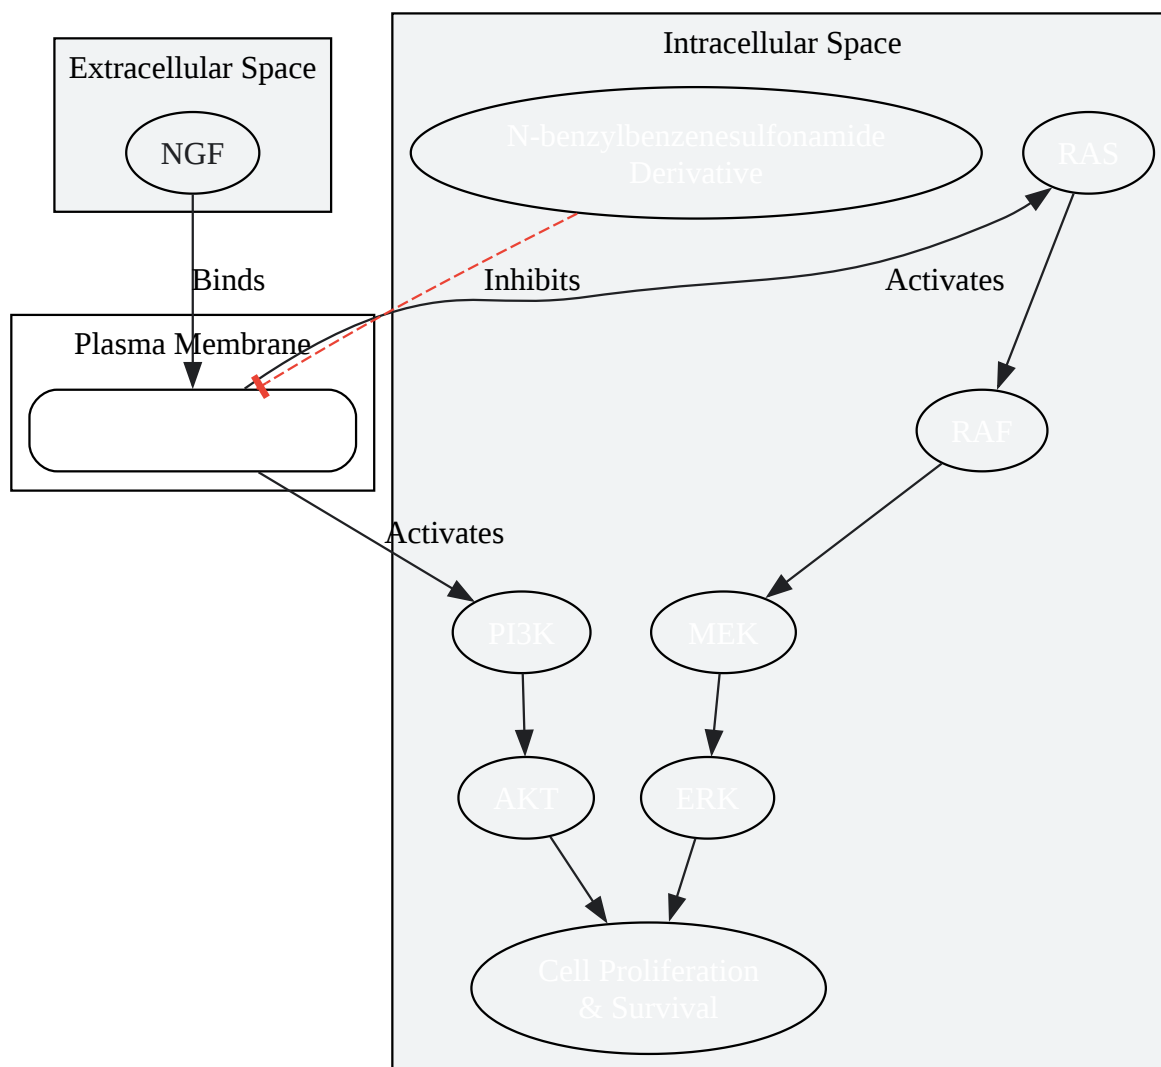 Extracellular Space
NGF
Intracellular Space
N-benzylbenzenesulfonamide
Derivative
RAS
Binds
Inhibits
Activates
Plasma Membrane
RAF
Activates
PI3K
MEK
AKT
ERK
Cell Proliferation
& Survival